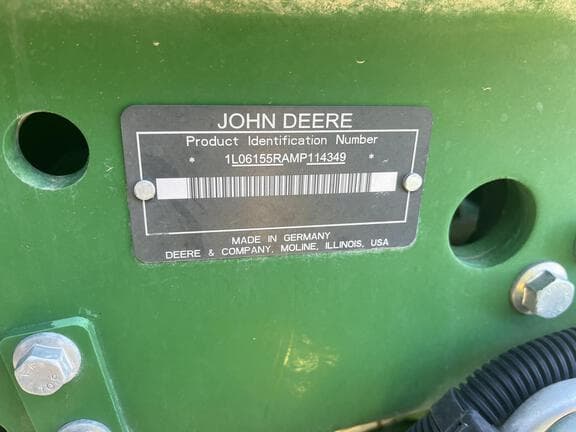 JOHN DEERE
Product Identification Number
* 1L06155RAMP114349 *
MADE IN GERMANY
DEERE & COMPANY, MOLINE, ILLINOIS, USA